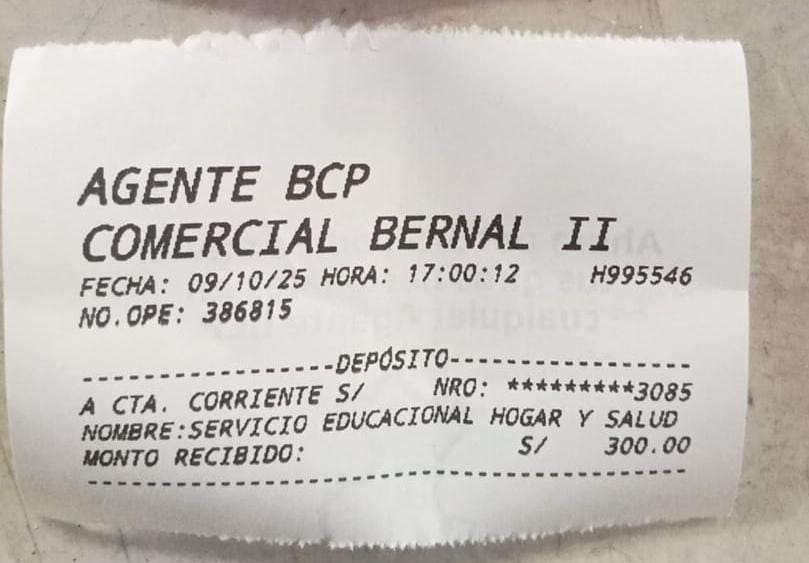 AGENTE BCP
COMERCIAL BERNAL II
FECHA: 09/10/25 HORA: 17:00:12 H995546
NO.OPE: 386815
------------------DEPÓSITO------------------
A CTA. CORRIENTE S/ NRO: *********3085
NOMBRE:SERVICIO EDUCACIONAL HOGAR Y SALUD
MONTO RECIBIDO: S/ 300.00
--------------------------------------------